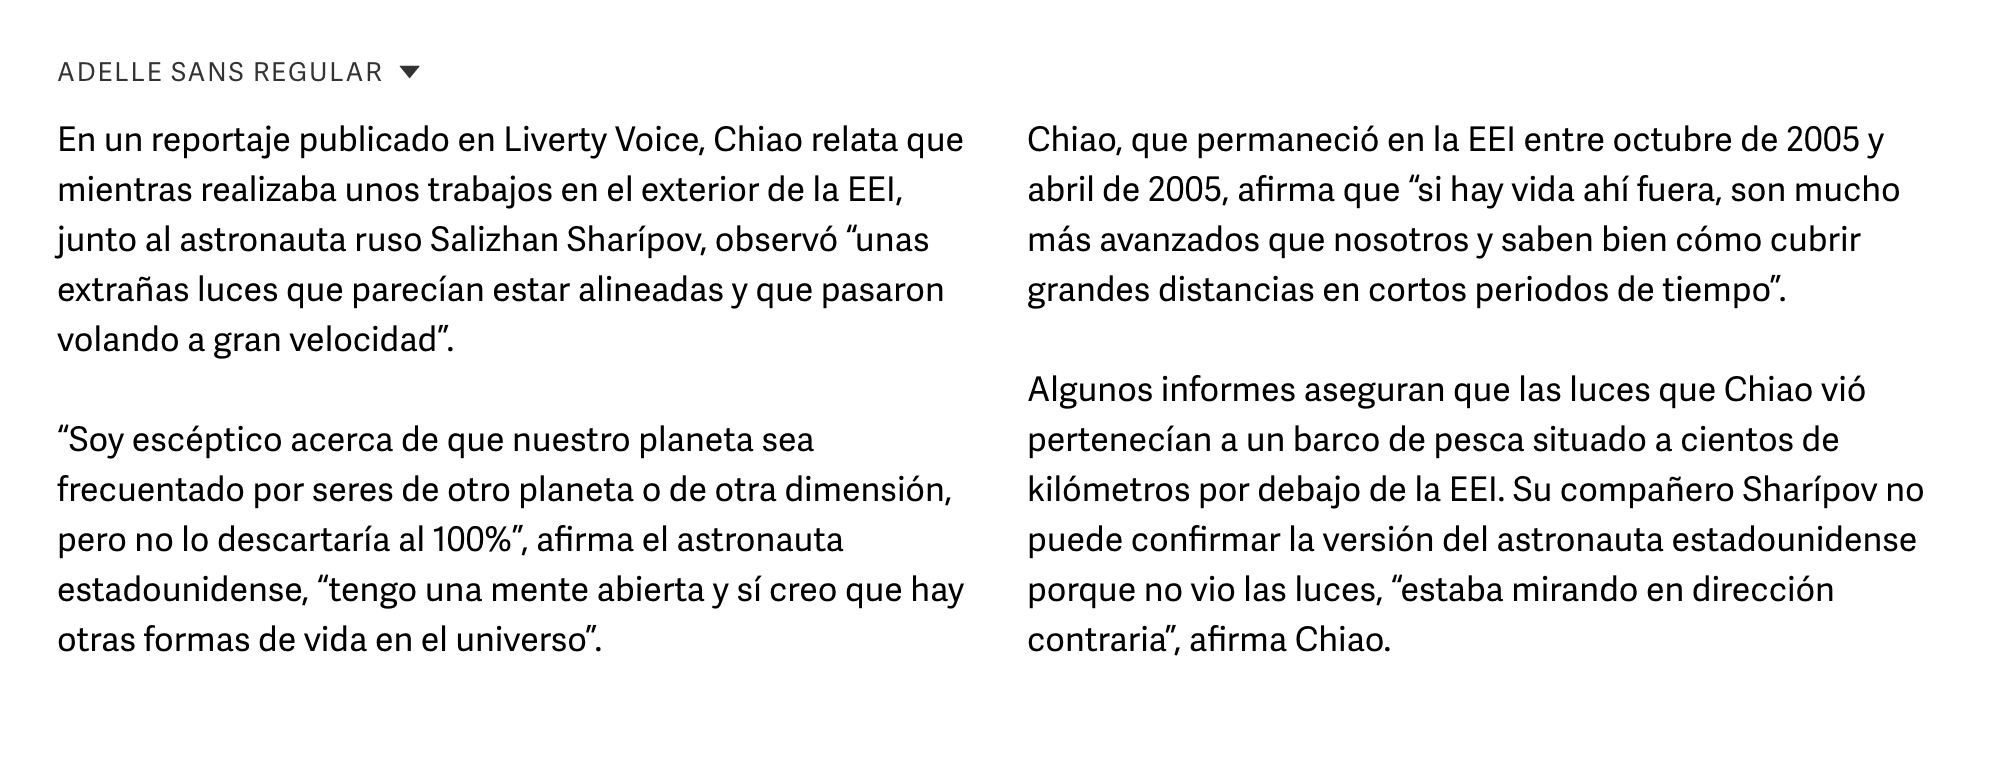 ADELLE SANS REGULAR
En un reportaje publicado en Liverty Voice, Chiao relata que
mientras realizaba unos trabajos en el exterior de la EEI,
junto al astronauta ruso Salizhan Sharípov, observó “unas
extrañas luces que parecían estar alineadas y que pasaron
volando a gran velocidad”.
“Soy escéptico acerca de que nuestro planeta sea
frecuentado por seres de otro planeta o de otra dimensión,
pero no lo descartaría al 100%”, afirma el astronauta
estadounidense, “tengo una mente abierta y sí creo que hay
otras formas de vida en el universo”.
Chiao, que permaneció en la EEI entre octubre de 2005 y
abril de 2005, afirma que “si hay vida ahí fuera, son mucho
más avanzados que nosotros y saben bien cómo cubrir
grandes distancias en cortos periodos de tiempo”.
Algunos informes aseguran que las luces que Chiao vió
pertenecían a un barco de pesca situado a cientos de
kilómetros por debajo de la EEI. Su compañero Sharípov no
puede confirmar la versión del astronauta estadounidense
porque no vio las luces, “estaba mirando en dirección
contraria”, afirma Chiao.